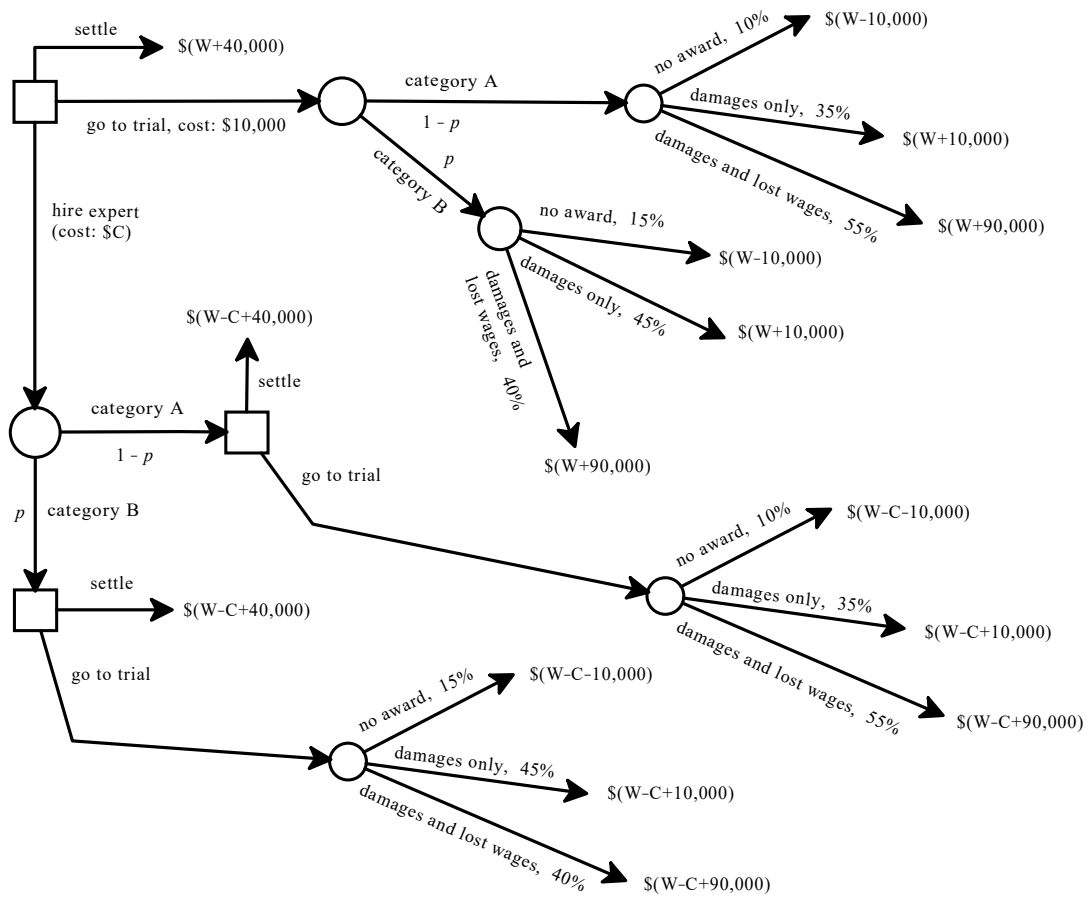 settle
$(W+40,000)
go to trial, cost: $10,000
category A
1 - p
no award, 10%
$(W-10,000)
damages only, 35%
$(W+10,000)
damages and lost wages, 55%
$(W+90,000)
p
category B
no award, 15%
$(W-10,000)
damages only, 45%
$(W+10,000)
damages and
lost wages, 40%
$(W+90,000)
hire expert
(cost: $C)
category A
1 - p
$(W-C+40,000)
settle
go to trial
no award, 10%
$(W-C-10,000)
damages only, 35%
$(W-C+10,000)
damages and lost wages, 55%
$(W-C+90,000)
p
category B
settle
$(W-C+40,000)
go to trial
no award, 15%
$(W-C-10,000)
damages only, 45%
$(W-C+10,000)
damages and lost wages, 40%
$(W-C+90,000)